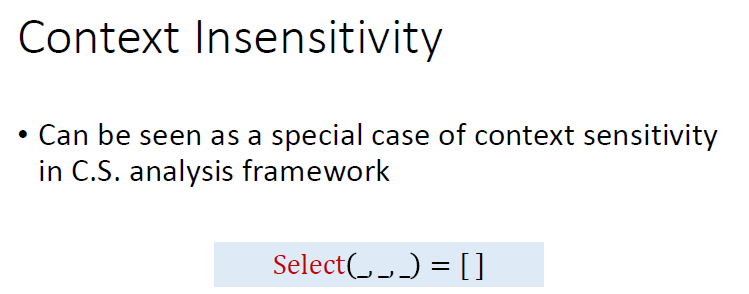 Context Insensitivity
• Can be seen as a special case of context sensitivity
in C.S. analysis framework
Select(_, _, _) = [ ]